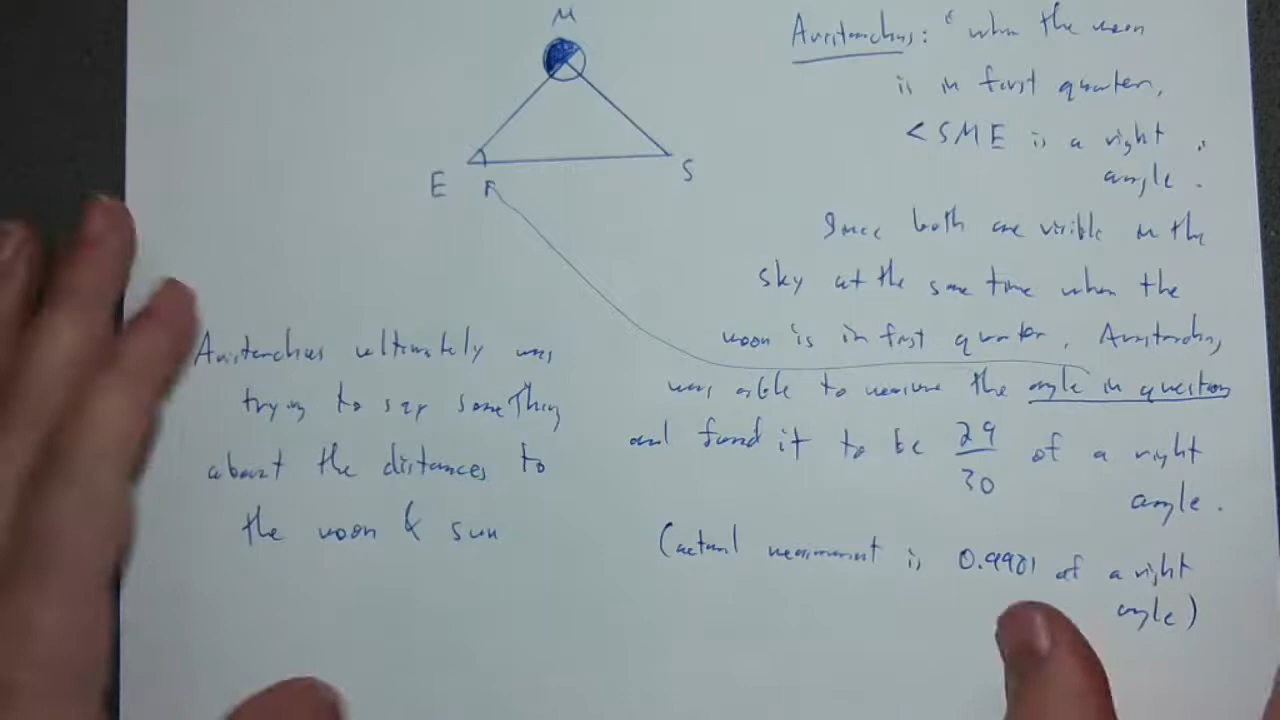 M
E
S
Aristarchus: "when the moon
is in first quarter,
<SME is a right
angle.
Since both are visible in the
sky at the same time when the
moon is in first quarter, Aristarchus
was able to measure the angle in question
and found it to be 29/30 of a right
angle.
(actual measurement is 0.9981 of a right
angle)
Aristarchus ultimately was
trying to say something
about the distances to
the moon & sun